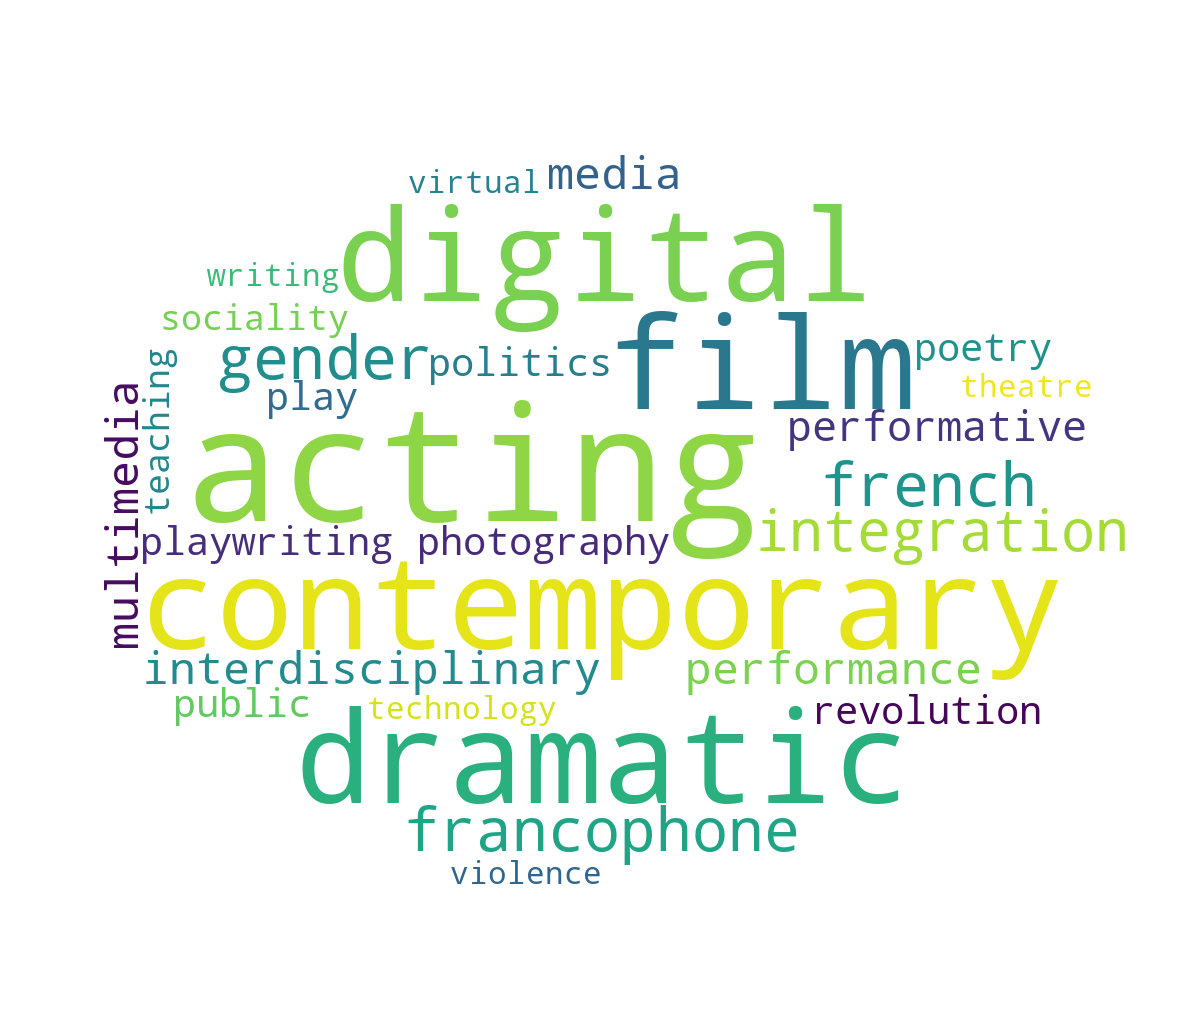 virtual
media
digital
writing
sociality
film
gender
politics
poetry
play
theatre
teaching
multimedia
acting
performative
french
integration
playwriting
photography
contemporary
interdisciplinary
performance
public
technology
revolution
dramatic
francophone
violence